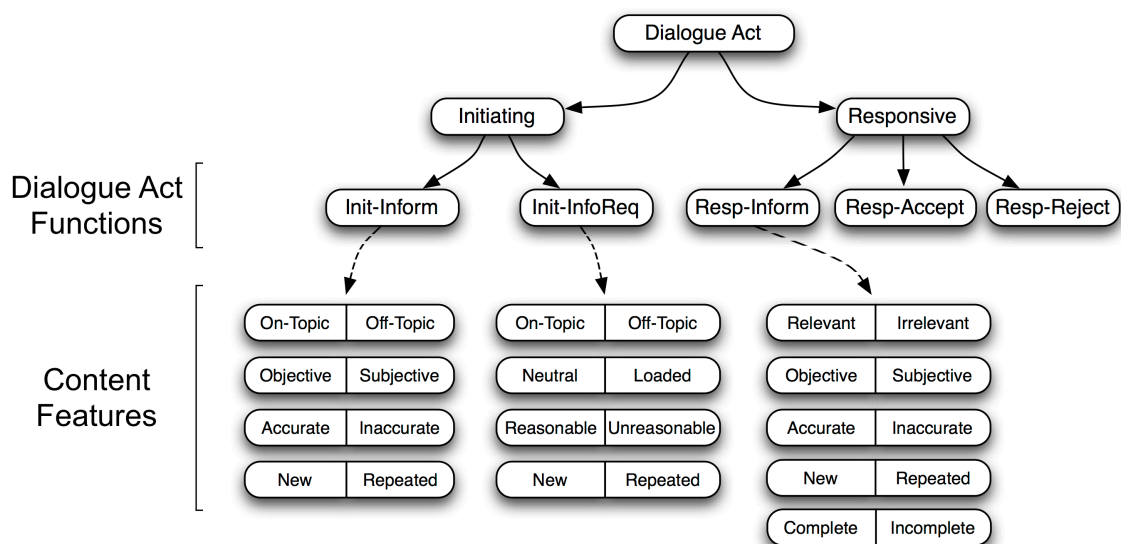 Dialogue Act
Initiating
Responsive
Dialogue Act
Functions
Init-Inform
Init-InfoReq
Resp-Inform
Resp-Accept
Resp-Reject
Content
Features
On-Topic Off-Topic
Objective Subjective
Accurate Inaccurate
New Repeated
On-Topic Off-Topic
Neutral Loaded
Reasonable Unreasonable
New Repeated
Relevant Irrelevant
Objective Subjective
Accurate Inaccurate
New Repeated
Complete Incomplete